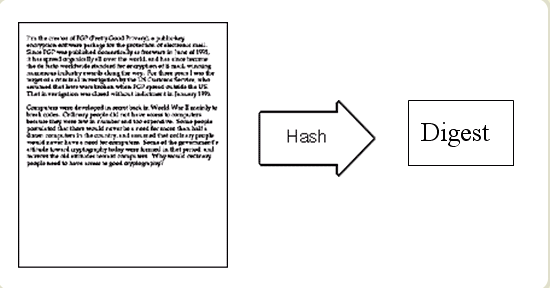 I'm the creator of PGP (Pretty Good Privacy), a public-key
encryption software package for the protection of electronic mail.
Since PGP was published domestically as freeware in June of 1991,
it has spread organically all over the world, and has since become
the de facto worldwide standard for encryption of E-mail, winning
numerous industry awards along the way. For three years I was the
target of a criminal investigation by the US Customs Service, who
assumed that laws were broken when PGP spread outside the US.
That investigation was closed without indictment in January 1996.
Computers were developed in secret back in World War II mainly to
break codes. Ordinary people did not have access to computers
because they were few in number and too expensive. Some people
postulated that there would never be a need for more than half a
dozen computers in the country, and assumed that ordinary people
would never have a need for computers. Some of the government's
attitude toward cryptography today were formed in that period, and
mirrors the old attitudes toward computers. Why would ordinary
people need to have access to good cryptography?
Hash
Digest